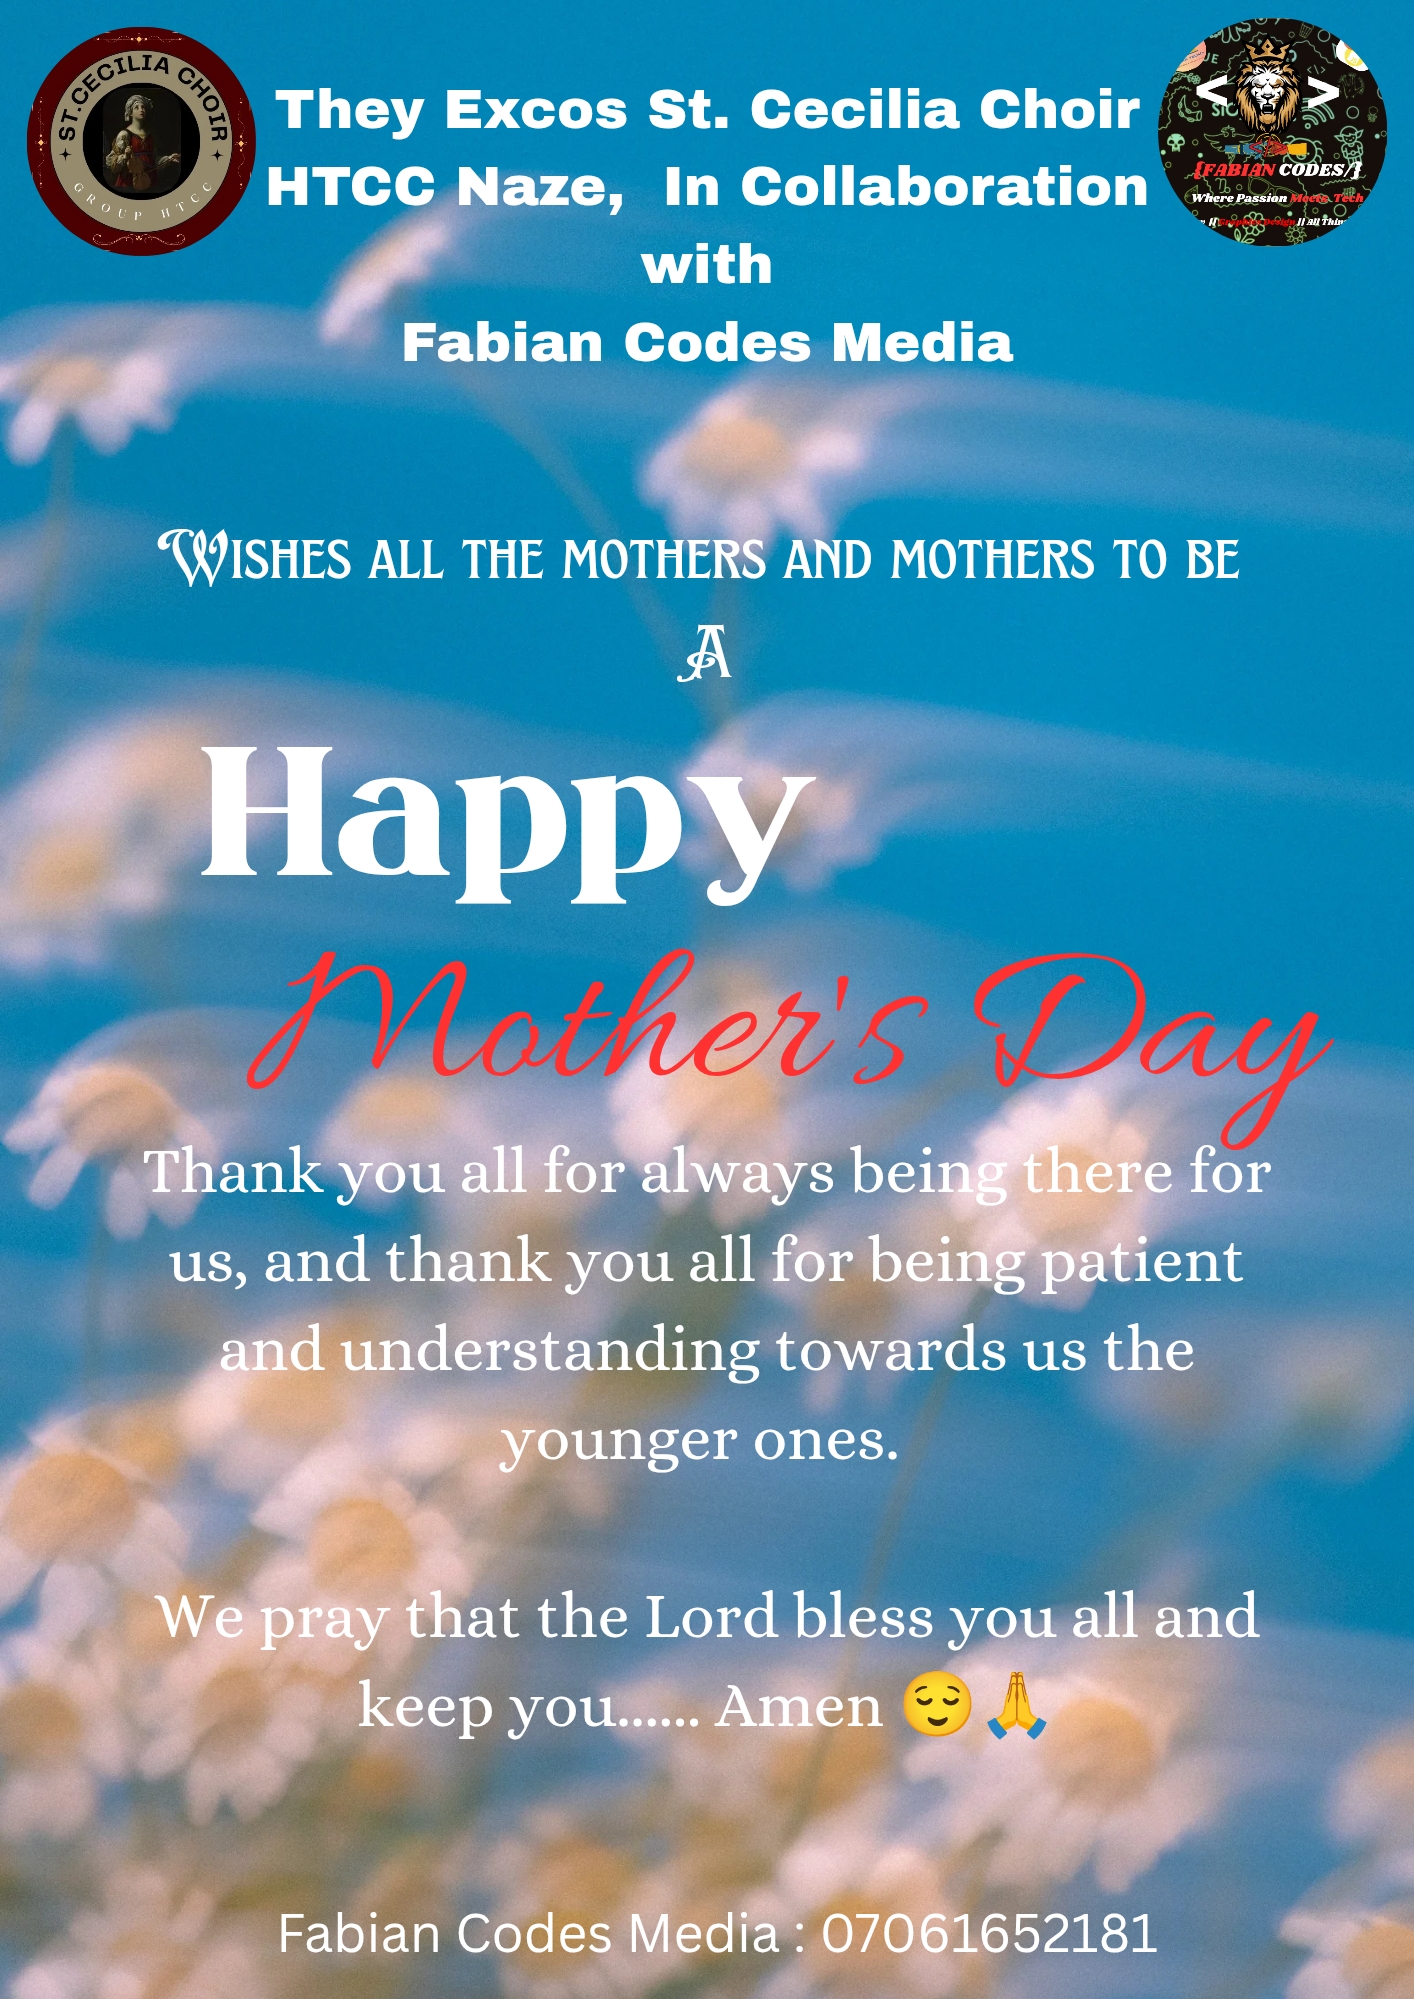 ST.CECILIA CHOIR
GROUP HTCC
They Excos St. Cecilia Choir
HTCC Naze, In Collaboration
with
Fabian Codes Media
< >
{FABIAN CODES/}
Where Passion Meets Tech
Graphics Design || All
Wishes all the mothers and mothers to be
A
Happy
Mother's Day
Thank you all for always being there for
us, and thank you all for being patient
and understanding towards us the
younger ones.
We pray that the Lord bless you all and
keep you...... Amen 😌🙏
Fabian Codes Media : 07061652181